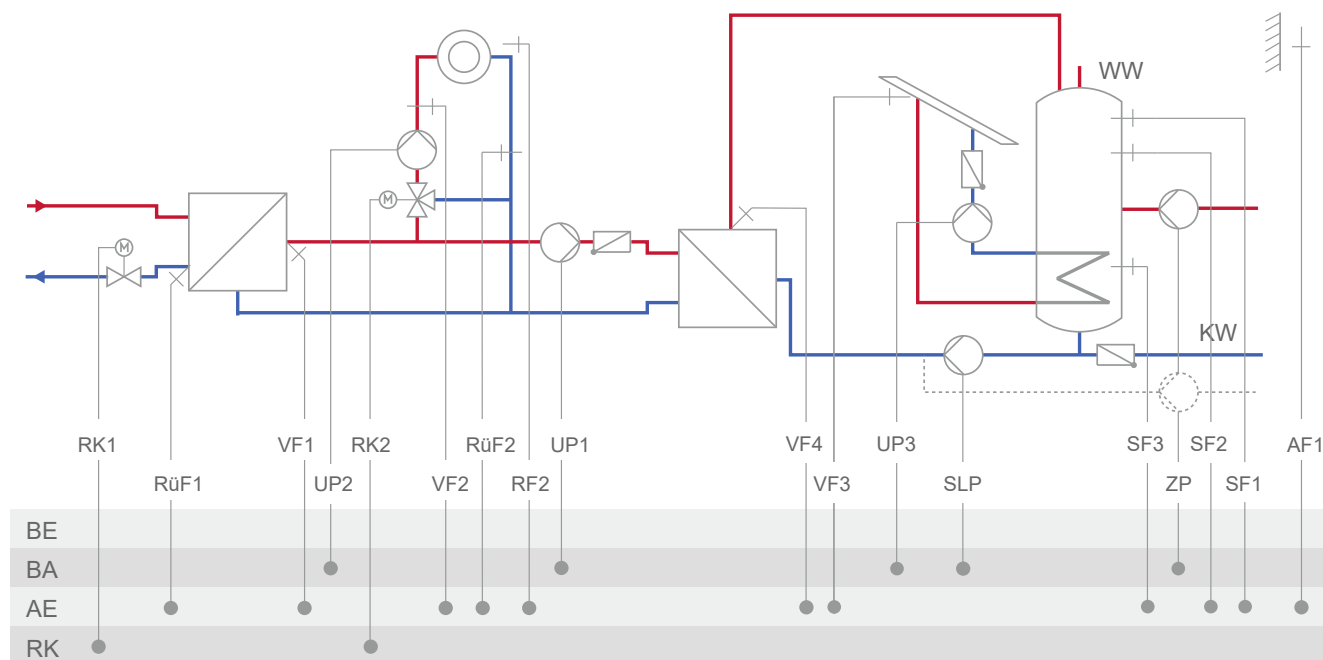 WW
M
M
KW
RK1 VF1 RK2 RüF2 UP1 VF4 UP3 SF3 SF2 AF1
RüF1 UP2 VF2 RF2 VF3 SLP ZP SF1
BE
BA
AE
RK